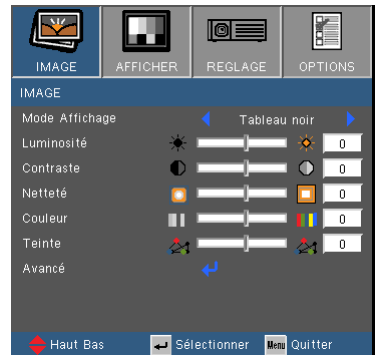 IMAGE AFFICHER REGLAGE OPTIONS
IMAGE
Mode Affichage Tableau noir
Luminosité 0
Contraste 0
Netteté 0
Couleur 0
Teinte 0
Avancé
Haut Bas Sélectionner Menu Quitter